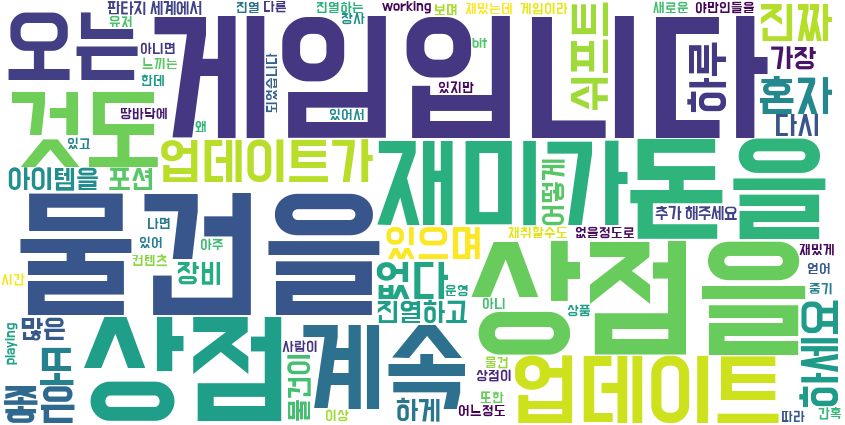 판타지 세계에서
진열 다른
진열하는
working
보며
재밌는데 게임이라
새로운
야만인들을
유저
창사
오는
게임입니다
bit
쉬프트
하루
진짜
가장
아니면
느끼는
한데
되었습니다
있지만
것도
땅바닥에
왜
있어서
혼자
다시
있고
업데이트가
재미가
돈을
아이템을
포션
어떻게
물건을
추가 해주세요
나면
있어
아주
컨텐츠
장비
있으며
채취할수도
없을정도로
재밌게
시간
없다
운영
상점을
얻어
중기
진열하고
아니
상품
많은
상점
계속
사람이
playing
또는
물건이
물건
상점이
업데이트
하세요
좋은
이상
하게
또한
어느정도
따라
간혹